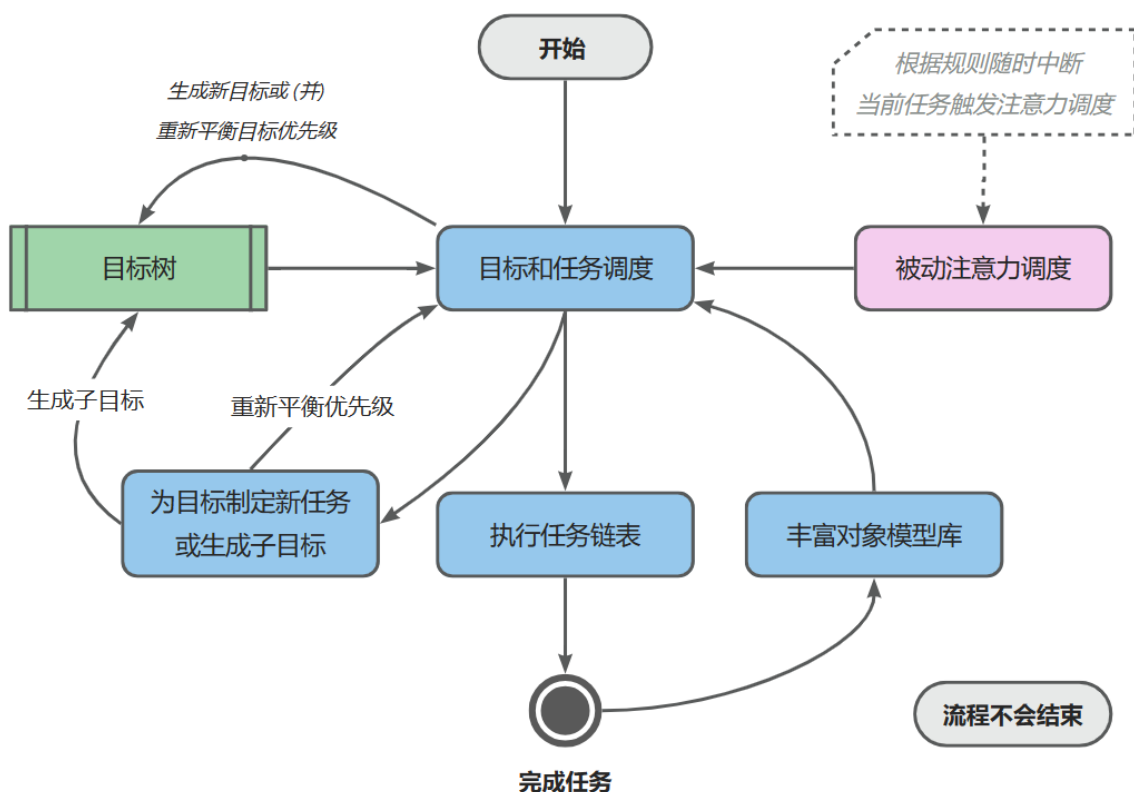 开始
根据规则随时中断
当前任务触发注意力调度
生成新目标或 (并)
重新平衡目标优先级
目标树
目标和任务调度
被动注意力调度
生成子目标
重新平衡优先级
为目标制定新任务
或生成子目标
执行任务链表
丰富对象模型库
流程不会结束
完成任务